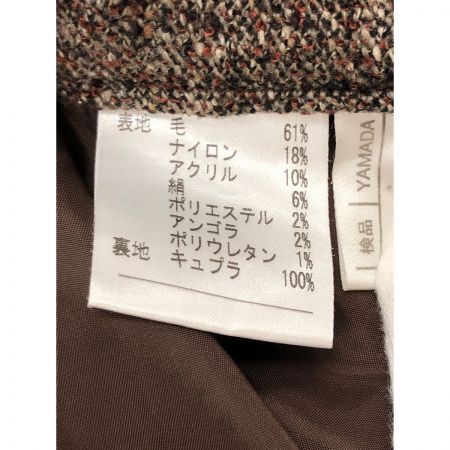 表地 毛 61%
ナイロン 18%
アクリル 10%
絹 6%
ポリエステル 2%
アンゴラ 2%
ポリウレタン 1%
裏地 キュプラ 100%
検品 YAMADA